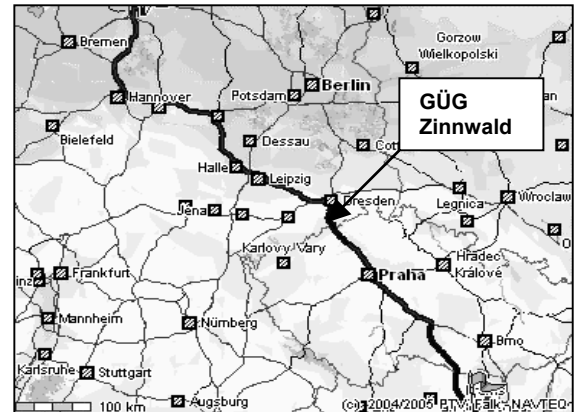 Bremen
Gorzow
Wielkopolski
Berlin
Hannover
Potsdam
GÜG
Zinnwald
Bielefeld
Dessau
Cot
Halle
Leipzig
Dresden
Legnica
Wroclaw
Jena
Karlovy Vary
Hradec
Králové
Frankfurt
Praha
Mannheim
Nürnberg
Brno
Karlsruhe
Stuttgart
Augsburg
100 km
(c) 2004/2005 PTV, Falk, NAVTEQ